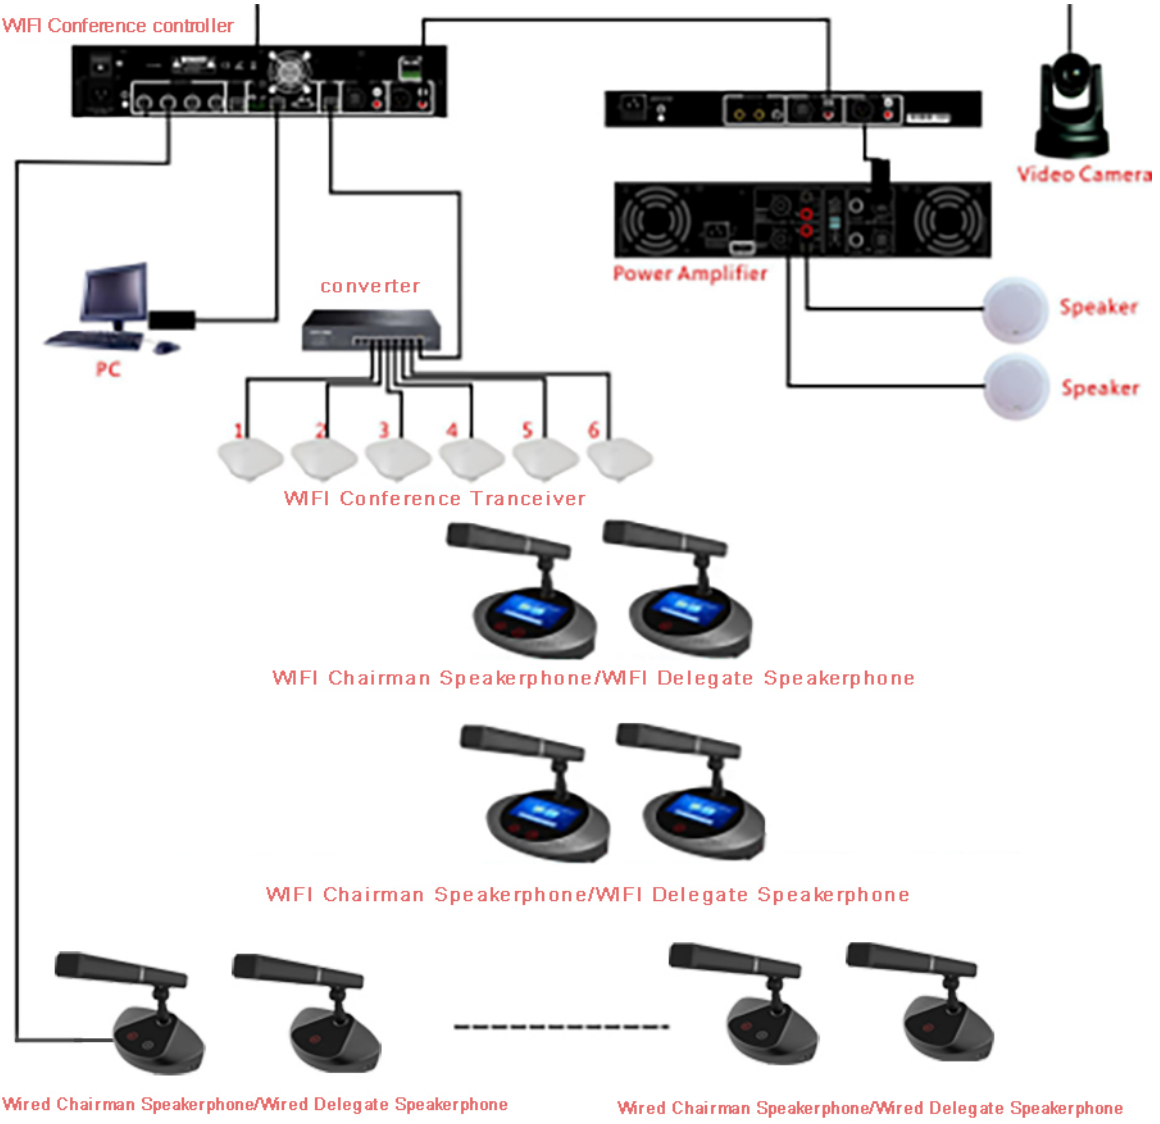 WIFI Conference controller
Video Camera
Power Amplifier
converter
Speaker
PC
Speaker
1 2 3 4 5 6
WIFI Conference Tranceiver
WIFI Chairman Speakerphone/WIFI Delegate Speakerphone
WIFI Chairman Speakerphone/WIFI Delegate Speakerphone
Wired Chairman Speakerphone/Wired Delegate Speakerphone
Wired Chairman Speakerphone/Wired Delegate Speakerphone